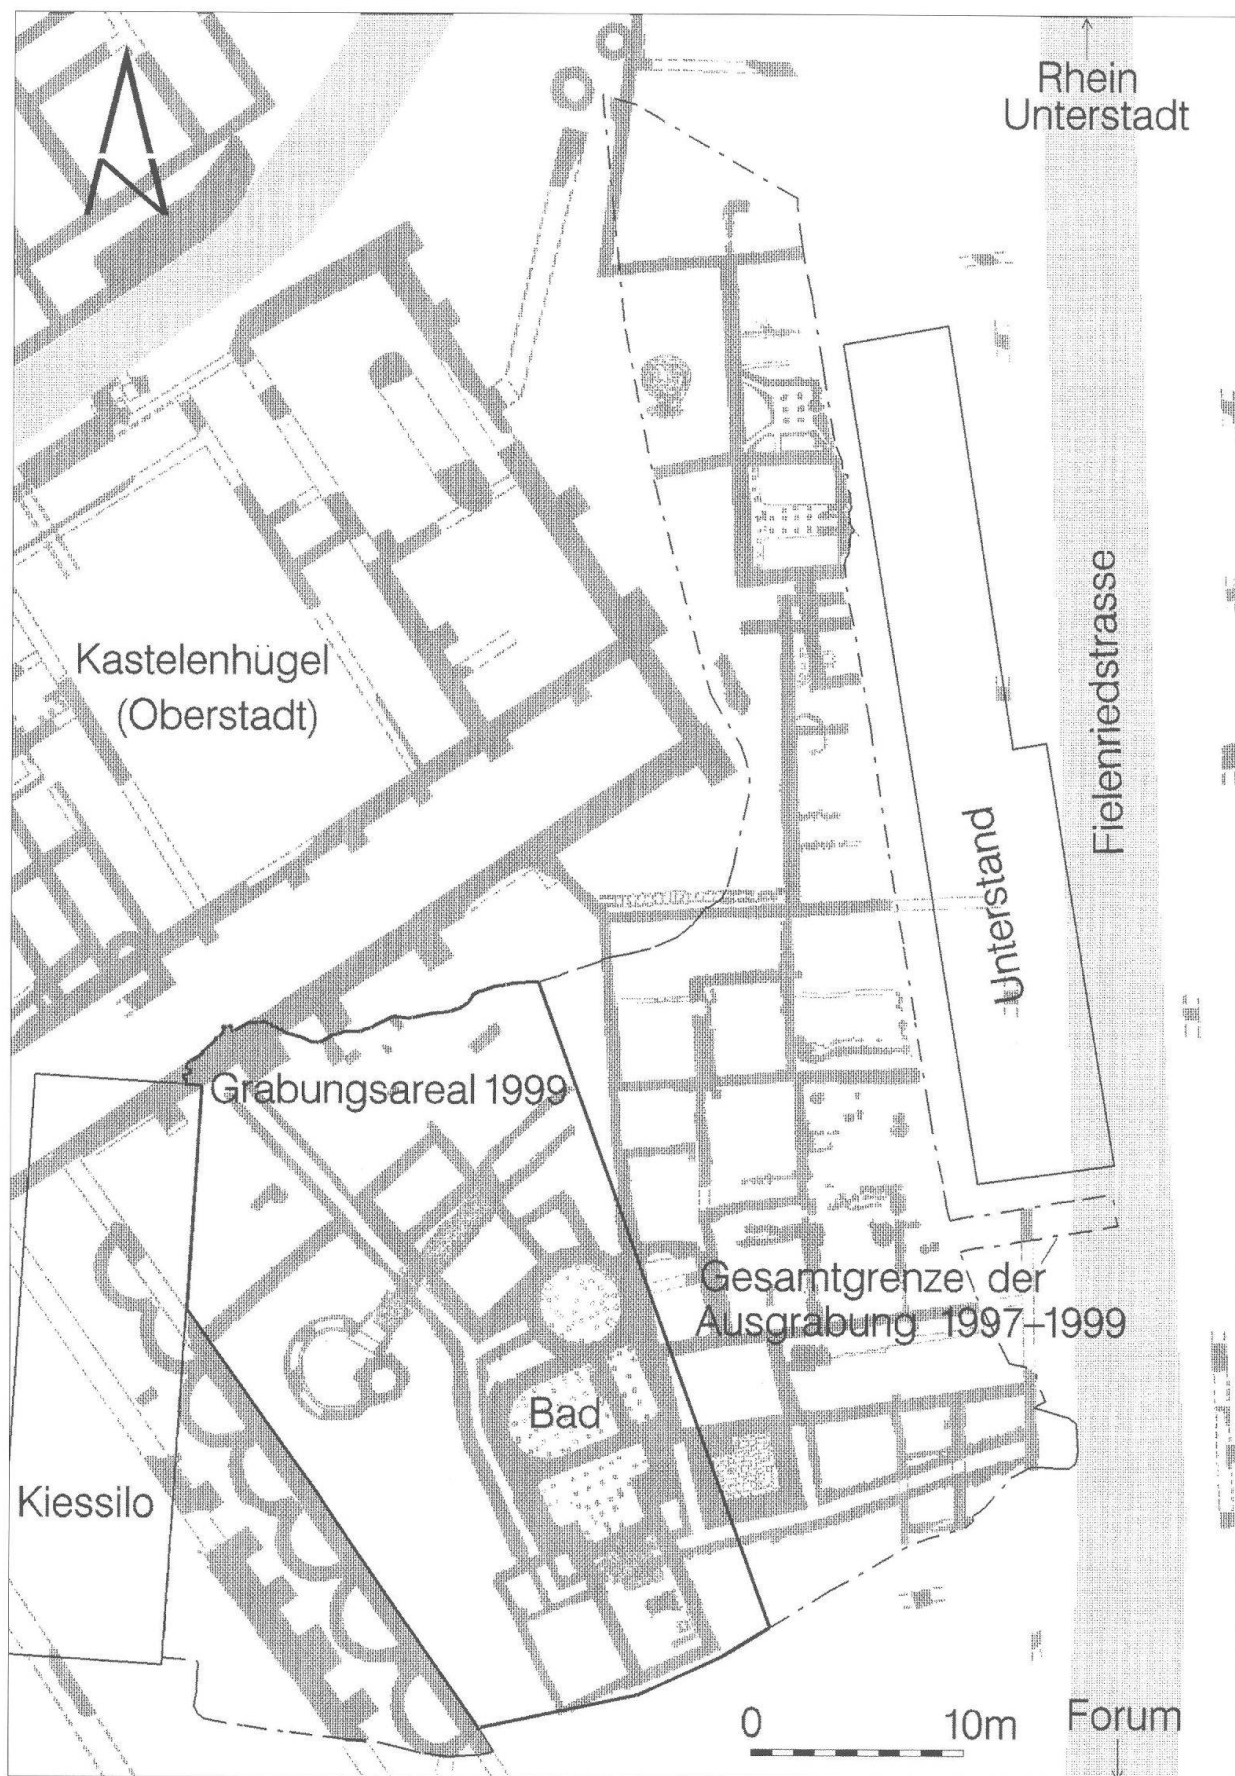 Rhein
Unterstadt
Kastelenhügel
(Oberstadt)
Fielenriedstrasse
Unterstand
Grabungsareal 1999
Gesamtgrenze der
Ausgrabung 1997–1999
Bad
Kiessilo
0 10m
Forum